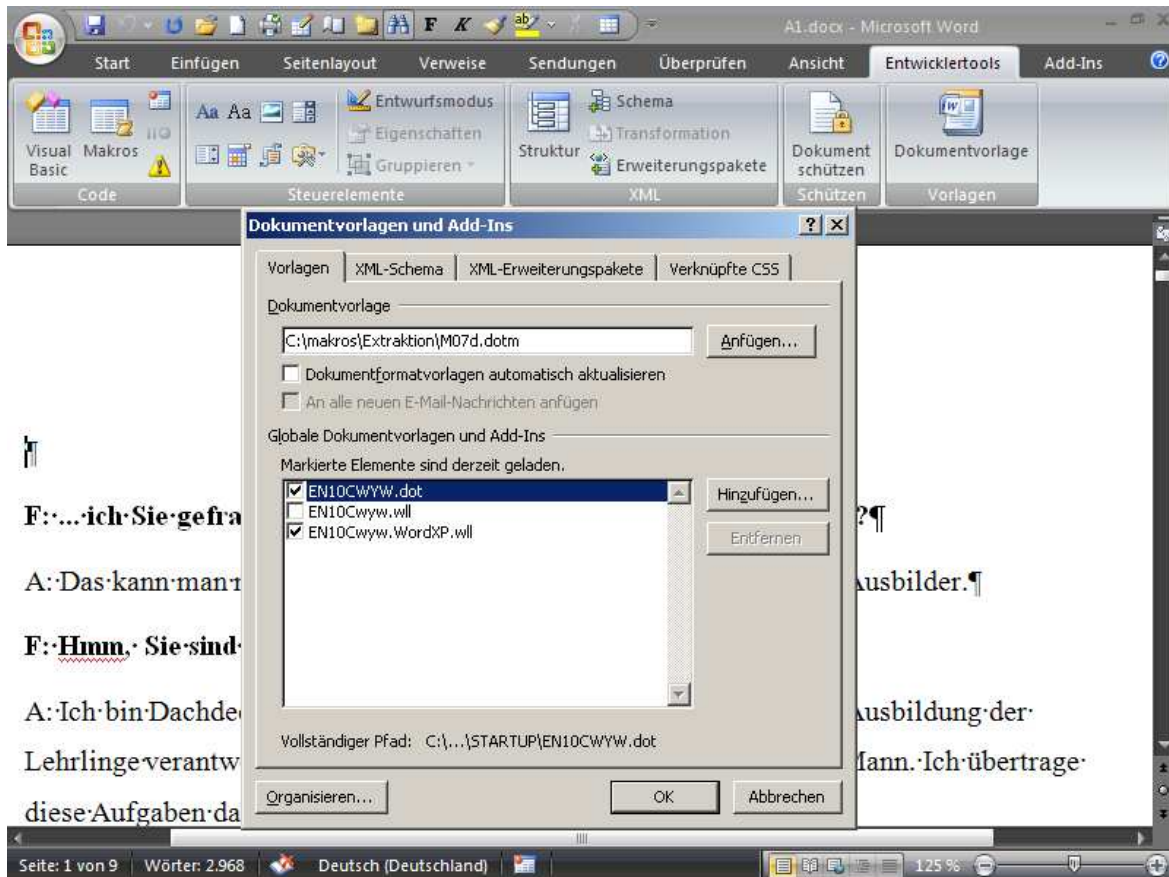 A1.docx - Microsoft Word
Start Einfügen Seitenlayout Verweise Sendungen Überprüfen Ansicht Entwicklertools Add-Ins
Visual Basic
Makros
Code
Aa Aa
Entwurfsmodus
Eigenschaften
Gruppieren
Steuerelemente
Struktur
Schema
Transformation
Erweiterungspakete
XML
Dokument schützen
Schützen
Dokumentvorlage
Vorlagen
Dokumentvorlagen und Add-Ins
Vorlagen XML-Schema XML-Erweiterungspakete Verknüpfte CSS
Dokumentvorlage
C:\makros\Extraktion\M07d.dotm Anfügen...
Dokumentformatvorlagen automatisch aktualisieren
An alle neuen E-Mail-Nachrichten anfügen
Globale Dokumentvorlagen und Add-Ins
Markierte Elemente sind derzeit geladen.
EN10CWYW.dot
EN10Cwyw.wll
EN10Cwyw.WordXP.wll
Hinzufügen...
Entfernen
Vollständiger Pfad: C:\...\STARTUP\EN10CWYW.dot
Organisieren... OK Abbrechen
¶
F:·...·ich·Sie·gefra ?¶
A:·Das·kann·man· usbilder.¶
F:·Hmm,· Sie·sind·
A:·Ich·bin·Dachde usbildung·der·
Lehrlinge·verantw ann.·Ich·übertrage·
diese·Aufgaben·da
Seite: 1 von 9 Wörter: 2.968 Deutsch (Deutschland) 125 %